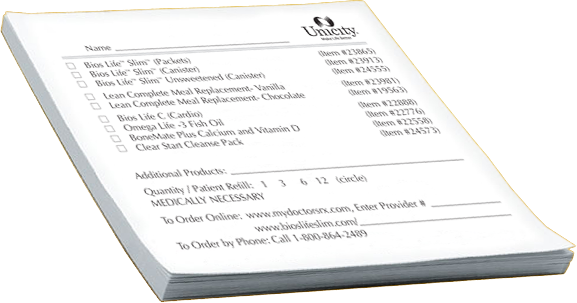 Unicity
Make Life Better
Name
Bios Life™ Slim™ (Packets) (Item #23865)
Bios Life™ Slim™ (Canister) (Item #23913)
Bios Life™ Slim™ Unsweetened (Canister) (Item #24555)
Lean Complete Meal Replacement- Vanilla (Item #23981)
Lean Complete Meal Replacement- Chocolate (Item #19563)
Bios Life C (Cardio) (Item #22888)
Omega Life -3 Fish Oil (Item #22776)
BoneMate Plus Calcium and Vitamin D (Item #22558)
Clear Start Cleanse Pack (Item #24573)
Additional Products:
Quantity / Patient Refill: 1 3 6 12 (circle)
MEDICALLY NECESSARY
To Order Online: www.mydoctorsrx.com, Enter Provider #
www.bioslifeslim.com/
To Order by Phone: Call 1-800-864-2489